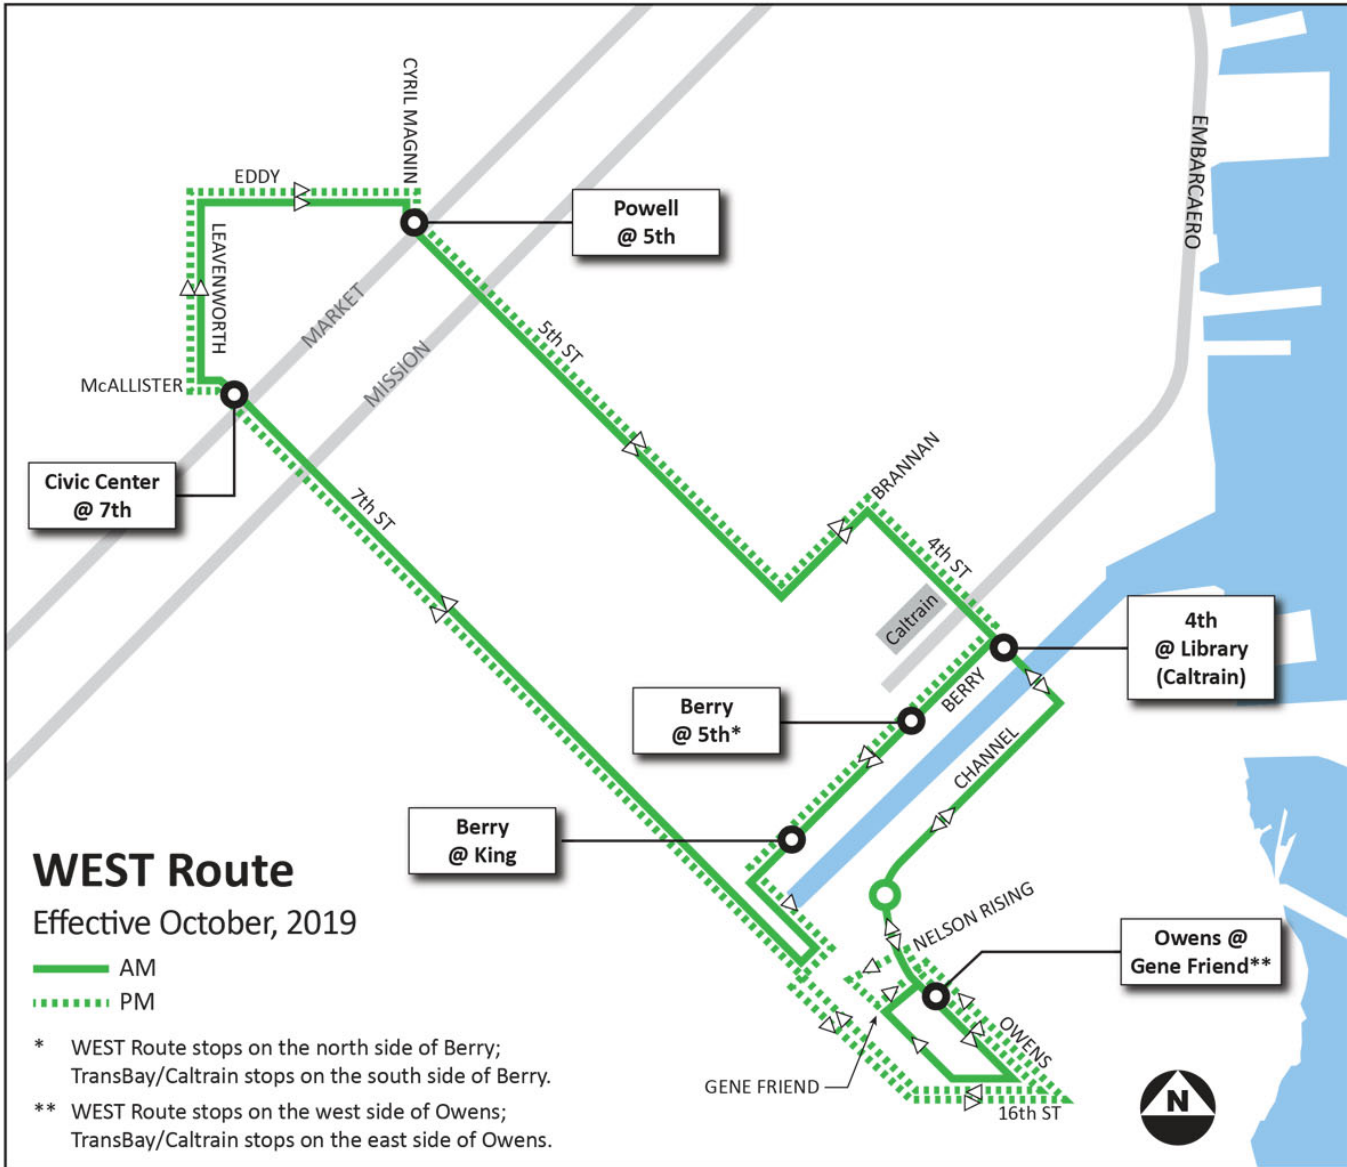 CYRIL MAGNIN
EDDY
LEAVENWORTH
Powell
@ 5th
EMBARCAERO
MARKET
MISSION
5th ST
McALLISTER
Civic Center
@ 7th
7th ST
BRANNAN
4th ST
Caltrain
4th
@ Library
(Caltrain)
Berry
@ 5th*
BERRY
CHANNEL
Berry
@ King
NELSON RISING
Owens @
Gene Friend**
OWENS
GENE FRIEND
16th ST
N
WEST Route
Effective October, 2019
AM
PM
* WEST Route stops on the north side of Berry;
TransBay/Caltrain stops on the south side of Berry.
** WEST Route stops on the west side of Owens;
TransBay/Caltrain stops on the east side of Owens.